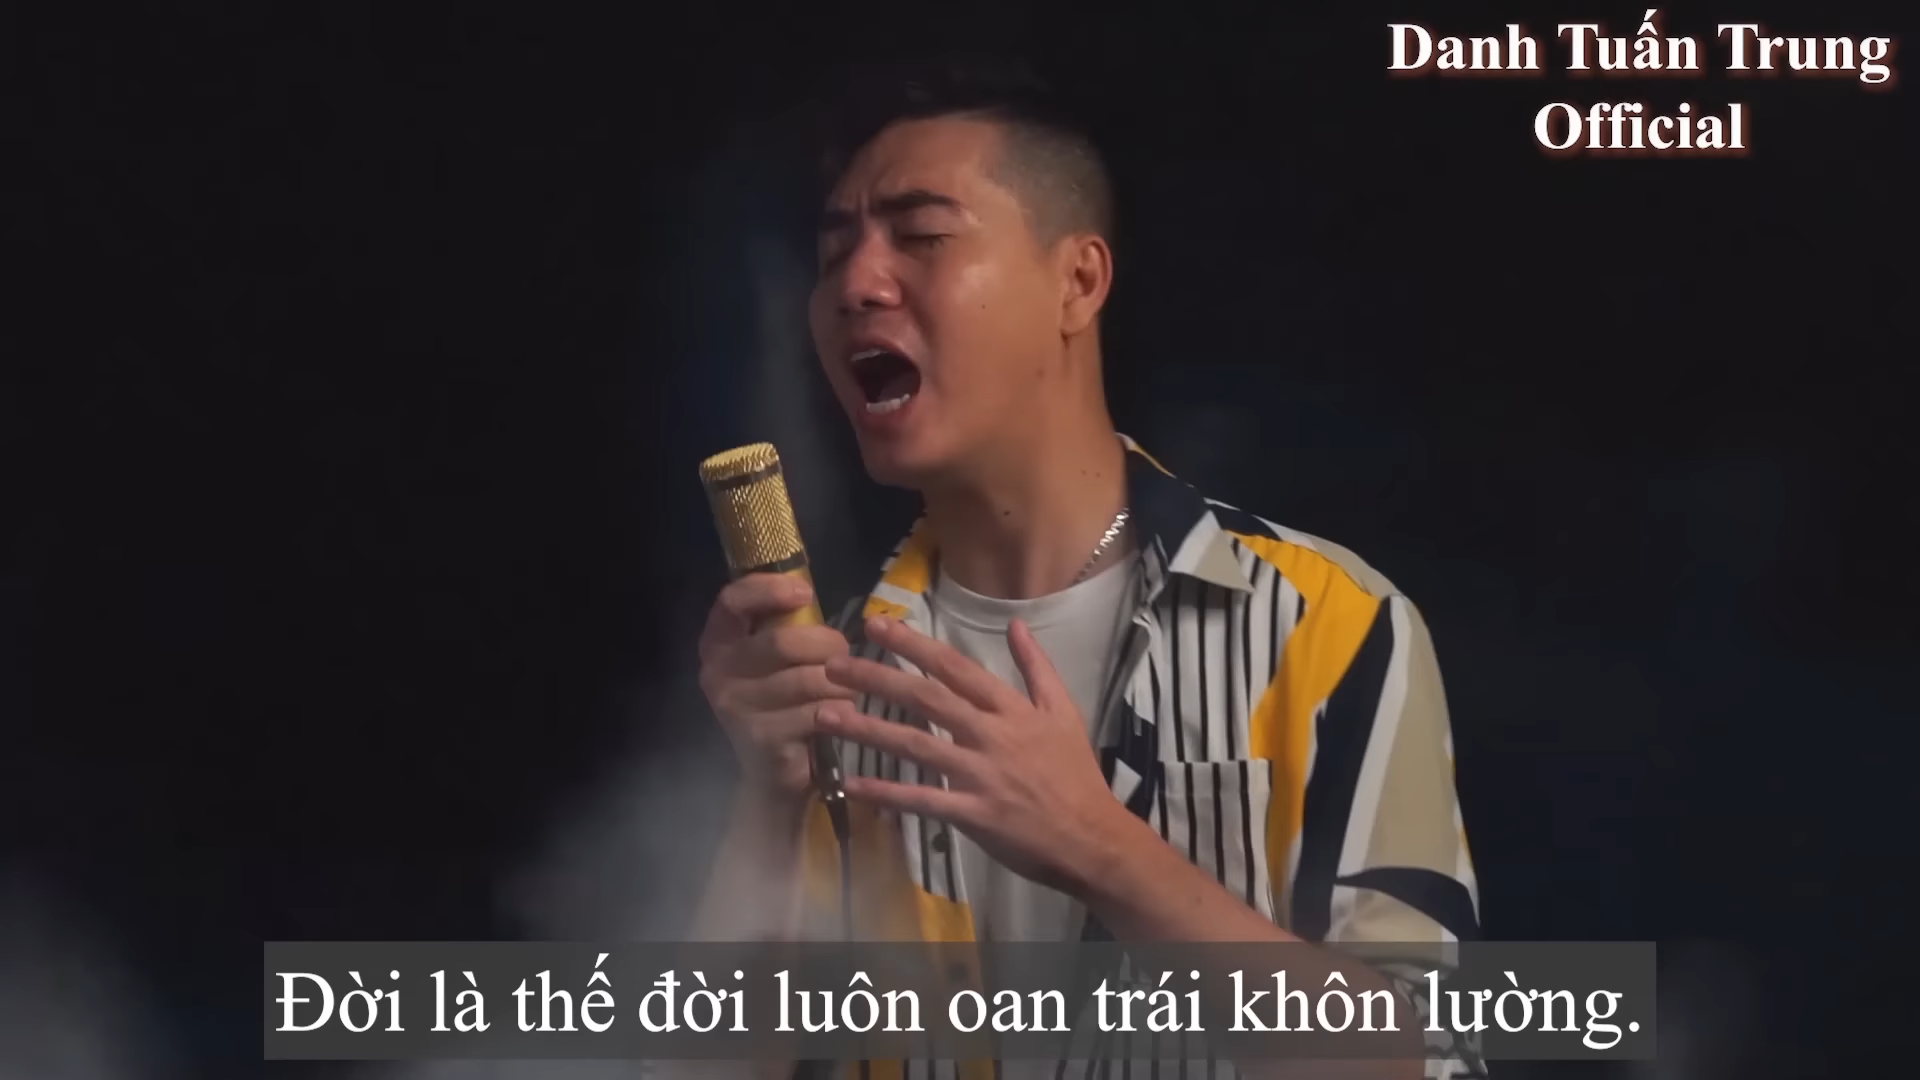 Danh Tuấn Trung
Official
Đời là thế đời luôn oan trái khôn lường.